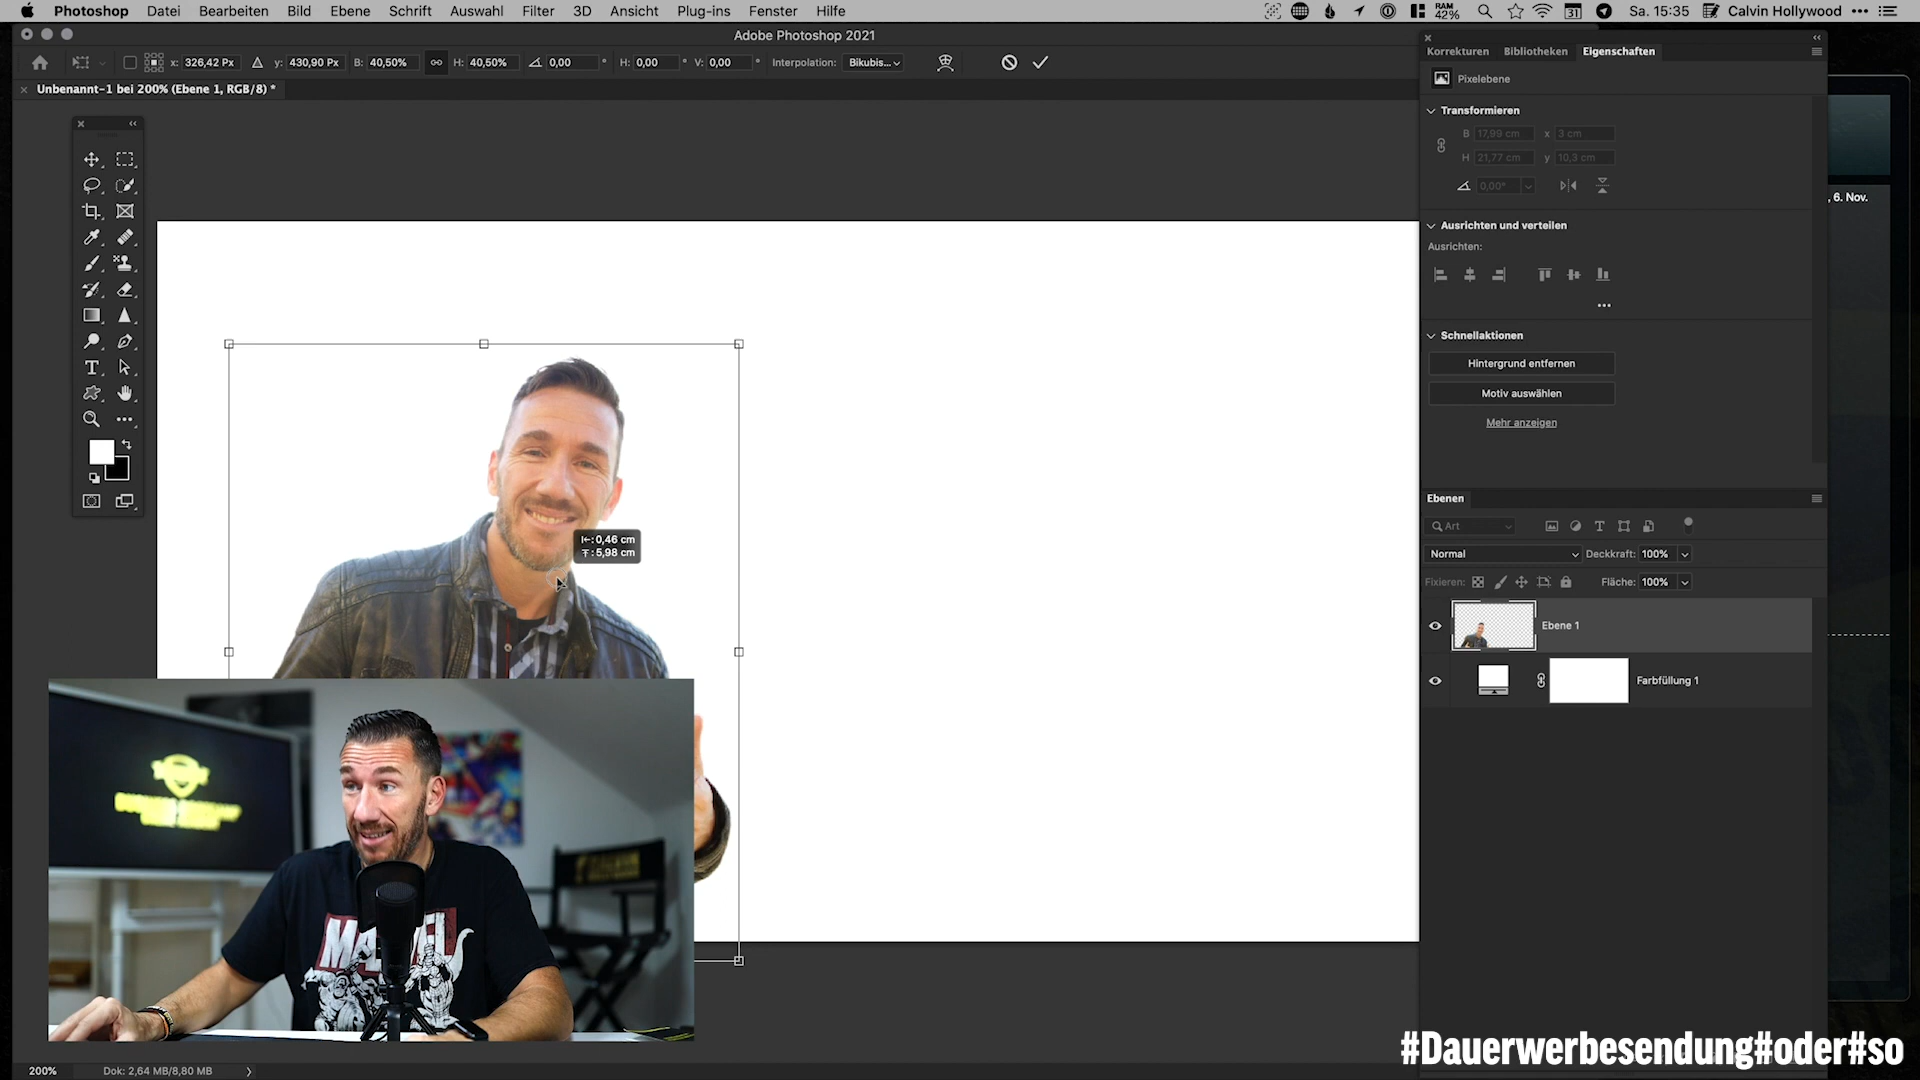 Photoshop Datei Bearbeiten Bild Ebene Schrift Auswahl Filter 3D Ansicht Plug-ins Fenster Hilfe RAM 42% 31 Sa. 15:35 Calvin Hollywood
Adobe Photoshop 2021
x: 326,42 Px y: 430,90 Px B: 40,50% H: 40,50% 0,00 ° H: 0,00 ° V: 0,00 ° Interpolation: Bikubis...
Unbenannt-1 bei 200% (Ebene 1, RGB/8) *
Korrekturen Bibliotheken Eigenschaften
Pixelebene
Transformieren
B 17,99 cm x 3 cm
H 21,77 cm y 10,3 cm
0,00°
, 6. Nov.
Ausrichten und verteilen
Ausrichten:
Schnellaktionen
Hintergrund entfernen
Motiv auswählen
Mehr anzeigen
Ebenen
Art
Normal Deckkraft: 100%
Fixieren: Fläche: 100%
Ebene 1
Farbfüllung 1
0,46 cm
5,98 cm
MARVEL
#Dauerwerbesendung#oder#so
200% Dok: 2,64 MB/8,80 MB